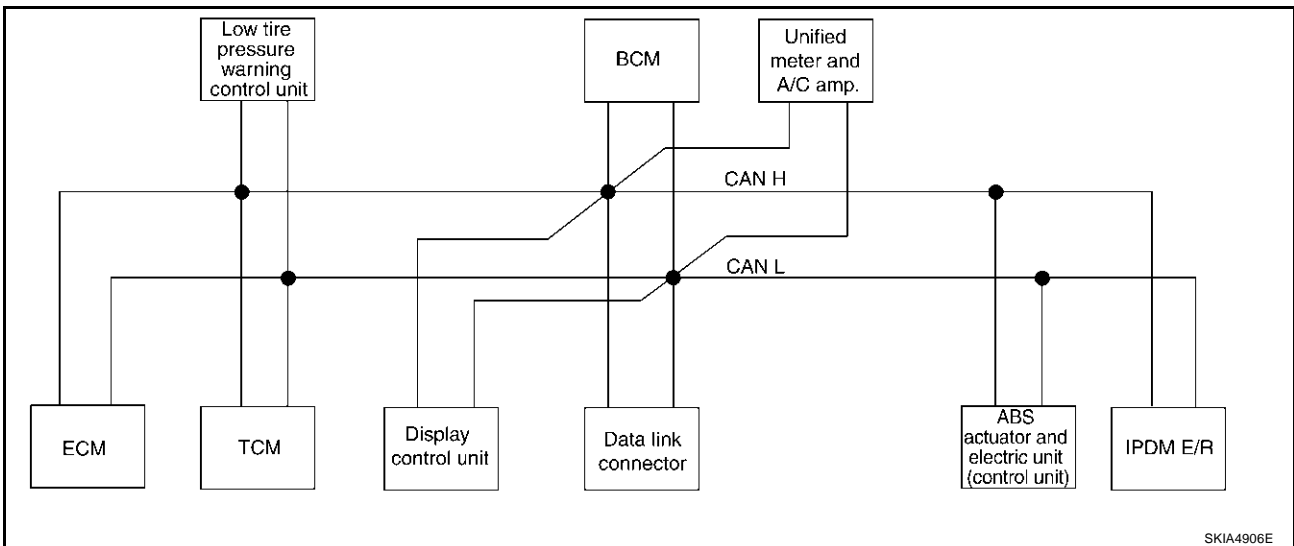 Low tire
pressure
warning
control unit
BCM
Unified
meter and
A/C amp.
CAN H
CAN L
ECM
TCM
Display
control unit
Data link
connector
ABS
actuator and
electric unit
(control unit)
IPDM E/R
SKIA4906E